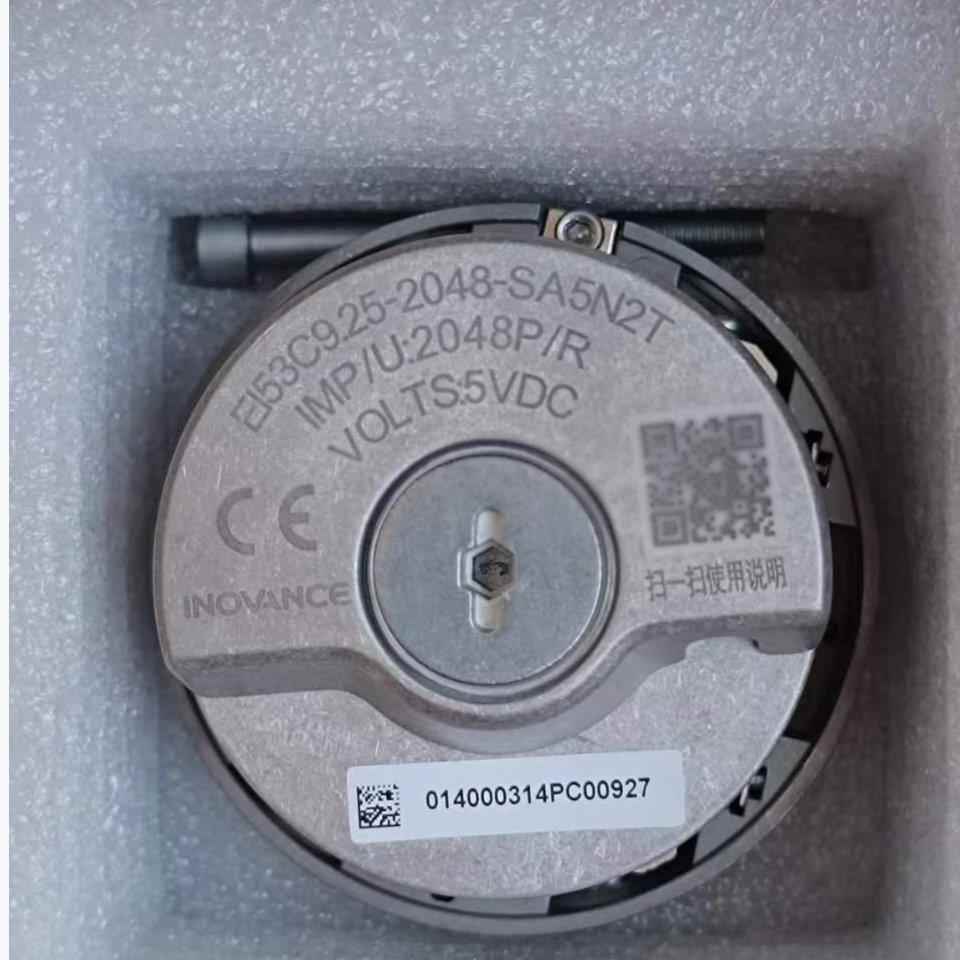 EI53C9.25-2048-SA5N2T
IMP/U:2048P/R
VOLTS:5VDC
CE
INOVANCE
扫一扫使用说明
014000314PC00927